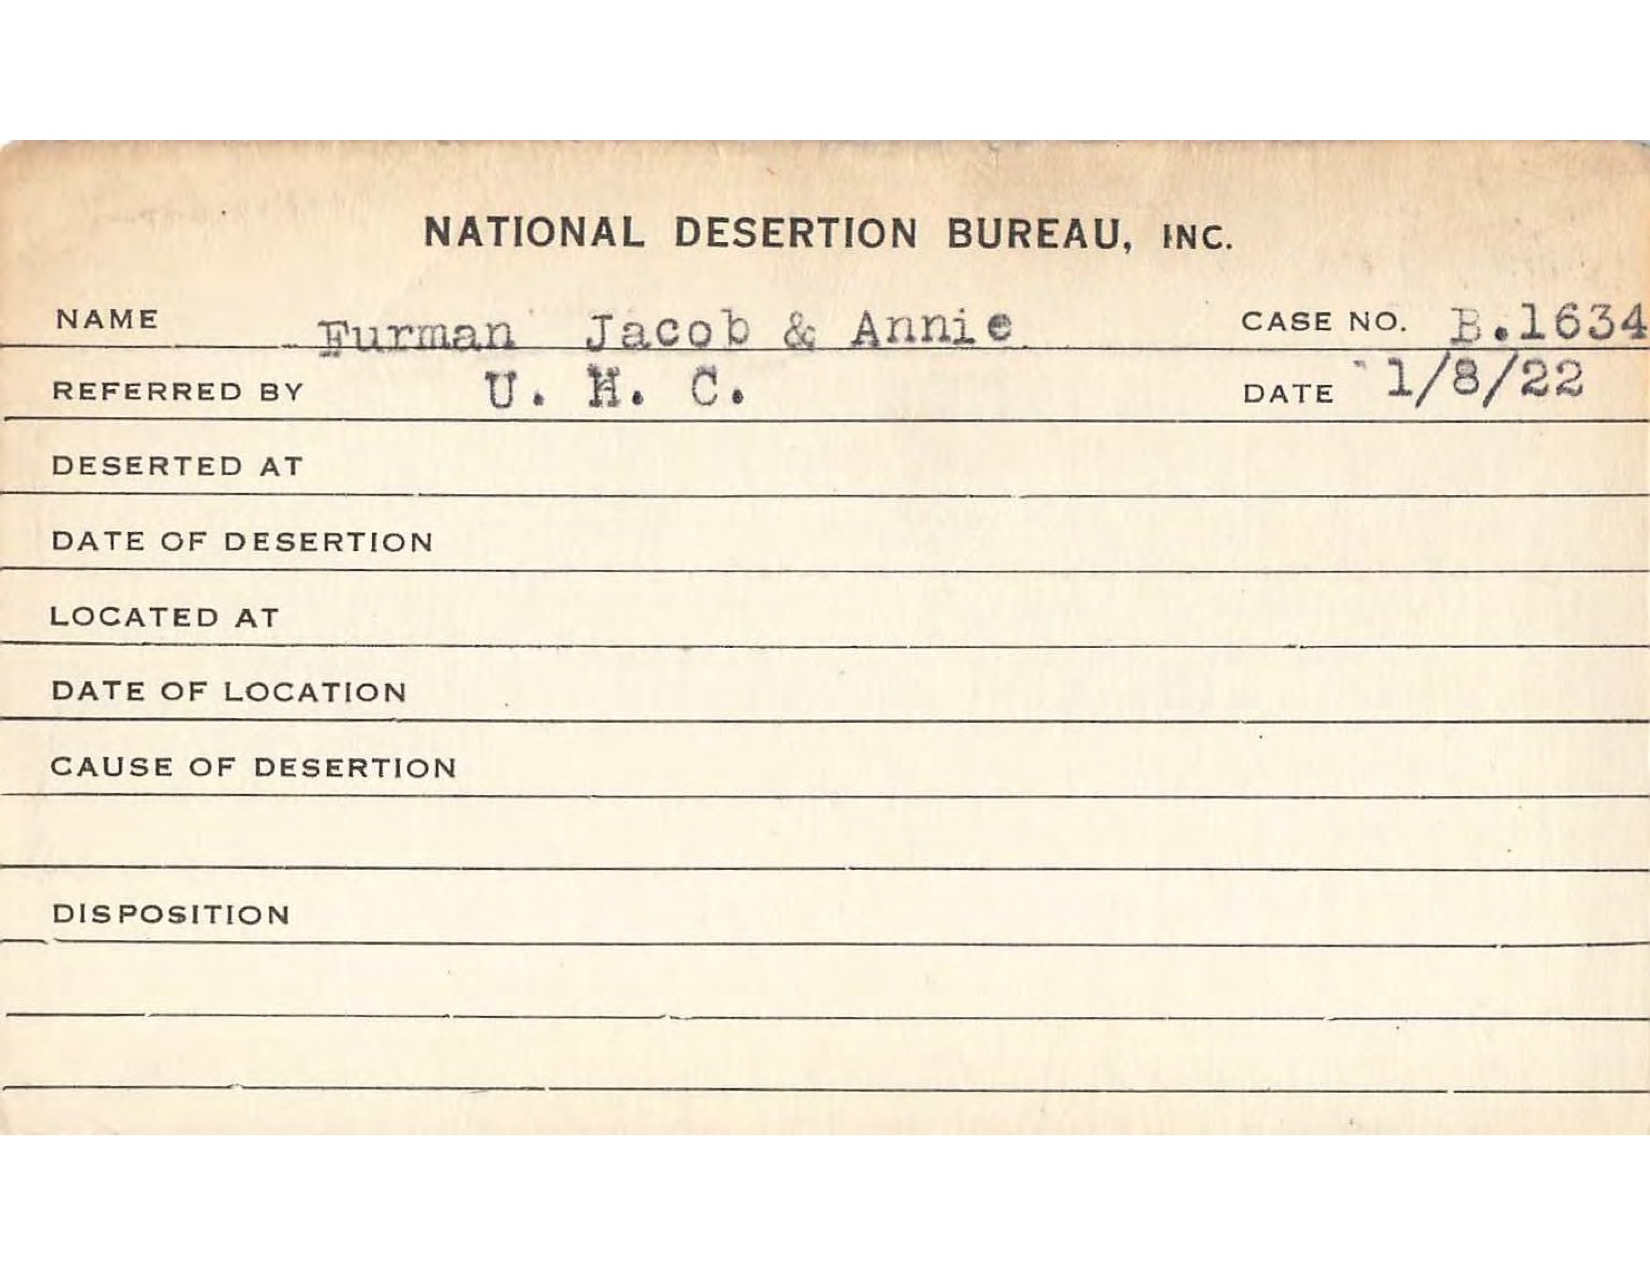 NATIONAL DESERTION BUREAU, INC.
NAME Furman Jacob & Annie CASE NO. B.1634
REFERRED BY U. H. C. DATE 1/8/22
DESERTED AT
DATE OF DESERTION
LOCATED AT
DATE OF LOCATION
CAUSE OF DESERTION
DISPOSITION